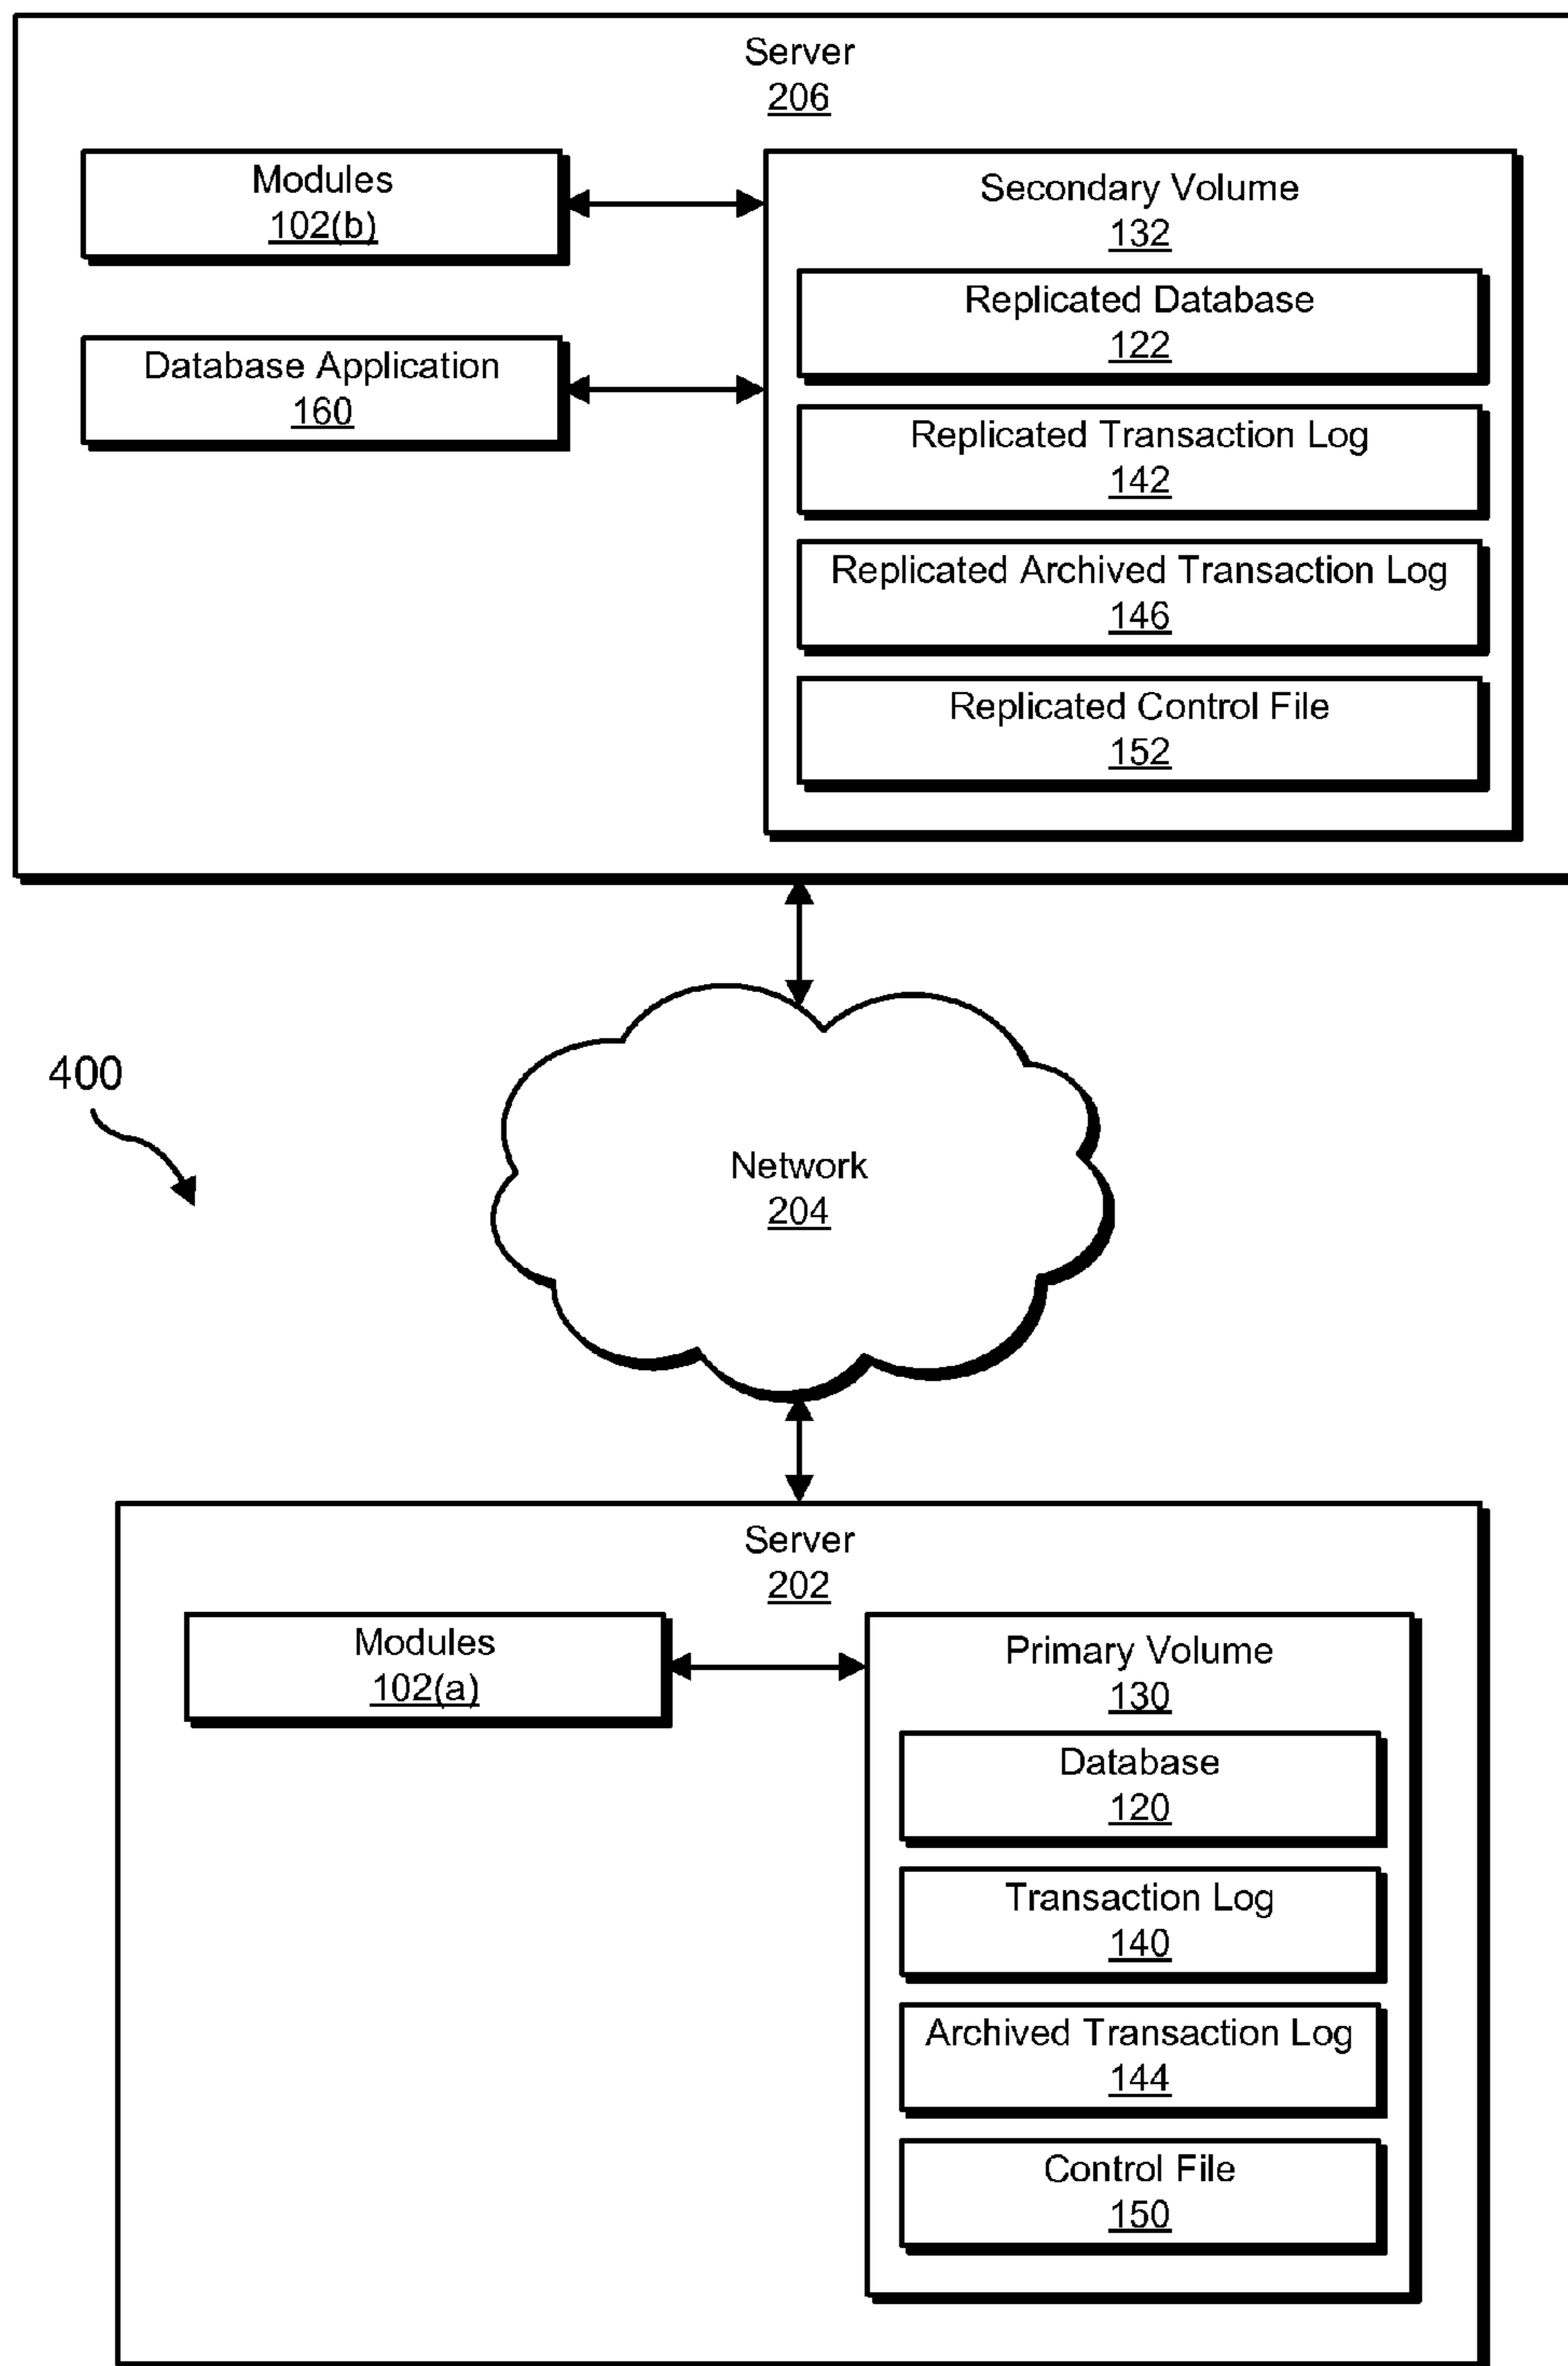 Server
206
Modules
102(b)
Database Application
160
Secondary Volume
132
Replicated Database
122
Replicated Transaction Log
142
Replicated Archived Transaction Log
146
Replicated Control File
152
400
Network
204
Server
202
Modules
102(a)
Primary Volume
130
Database
120
Transaction Log
140
Archived Transaction Log
144
Control File
150